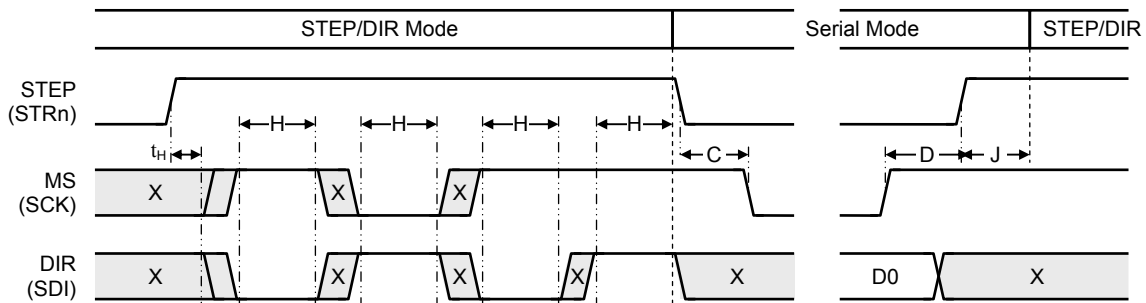 STEP/DIR Mode Serial Mode STEP/DIR
STEP
(STRn)
H H H H
tH C D J
MS
(SCK)
X X X
DIR
(SDI)
X X X X X D0 X